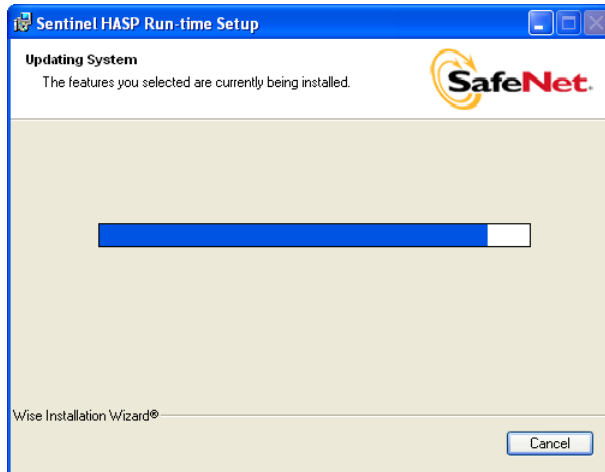 Sentinel HASP Run-time Setup
Updating System
The features you selected are currently being installed.
SafeNet.
Wise Installation Wizard®
Cancel